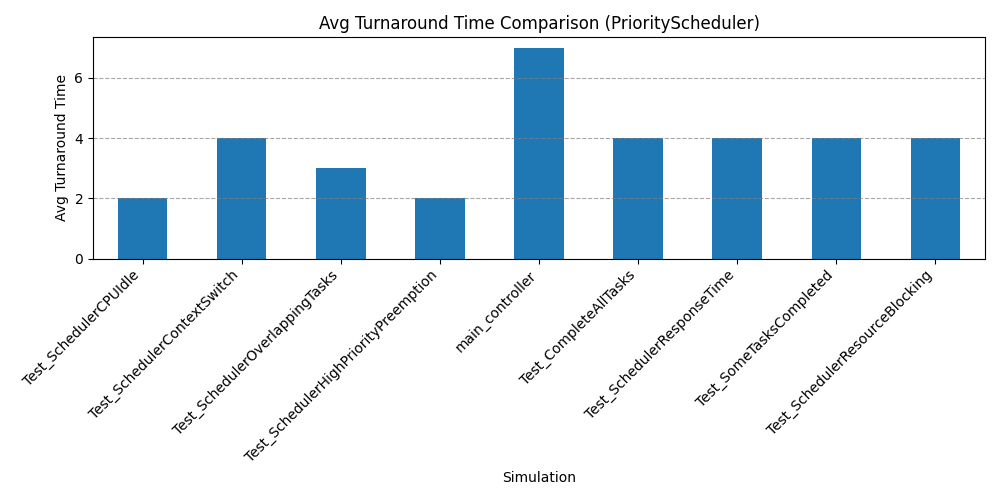 Avg Turnaround Time Comparison (PriorityScheduler)
Avg Turnaround Time
6
4
2
0
Test_SchedulerCPUIdle
Test_SchedulerContextSwitch
Test_SchedulerOverlappingTasks
Test_SchedulerHighPriorityPreemption
main_controller
Test_CompleteAllTasks
Test_SchedulerResponseTime
Test_SomeTasksCompleted
Test_SchedulerResourceBlocking
Simulation